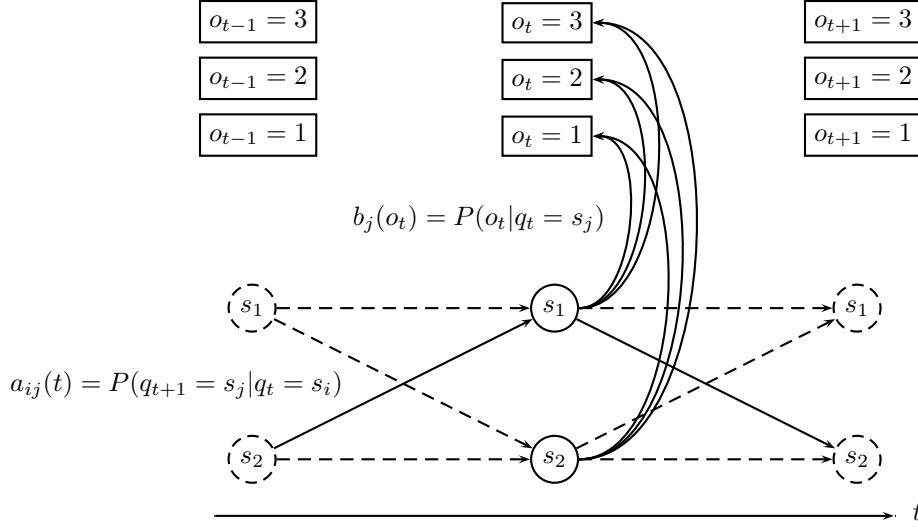 o_{t−1} = 3 o_t = 3 o_{t+1} = 3
o_{t−1} = 2 o_t = 2 o_{t+1} = 2
o_{t−1} = 1 o_t = 1 o_{t+1} = 1
b_j(o_t) = P(o_t|q_t = s_j)
s_1 s_1 s_1
a_{ij}(t) = P(q_{t+1} = s_j|q_t = s_i)
s_2 s_2 s_2
t